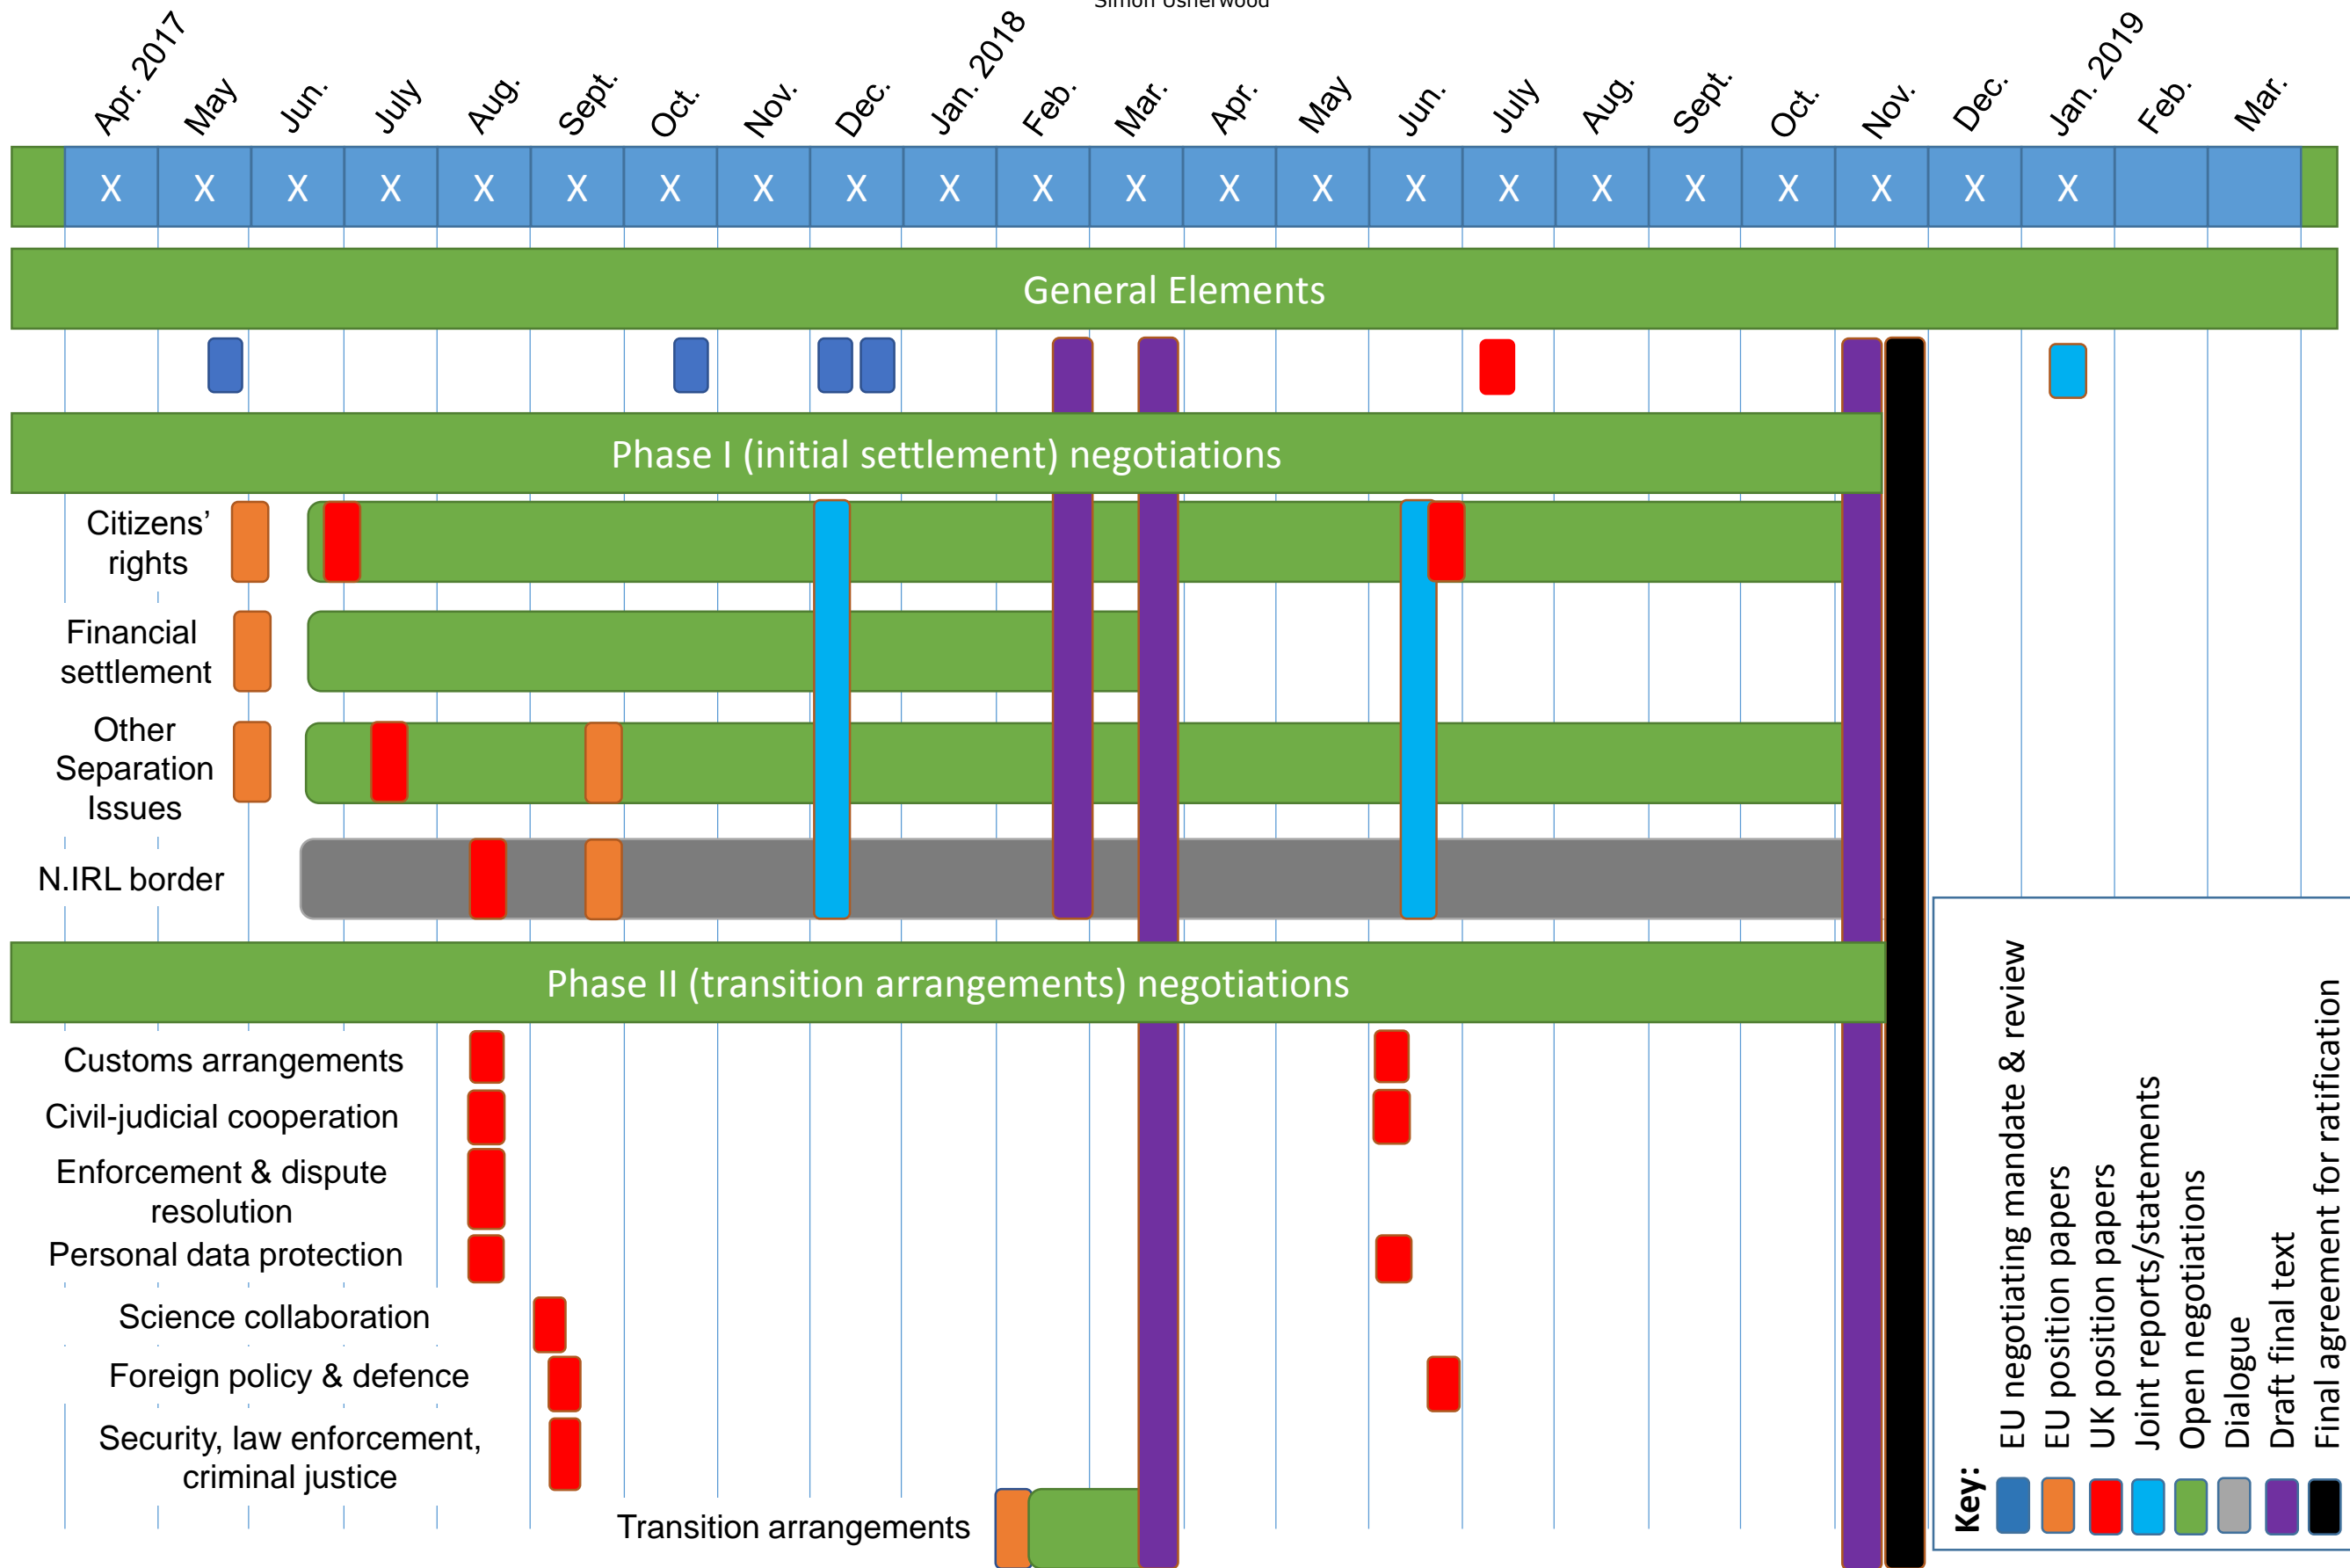 Simon Usherwood
Apr. 2017
May
Jun.
July
Aug.
Sept.
Oct.
Nov.
Dec.
Jan. 2018
Feb.
Mar.
Apr.
May
Jun.
July
Aug.
Sept.
Oct.
Nov.
Dec.
Jan. 2019
Feb.
Mar.
X X X X X X X X X X X X X X X X X X X X X X
General Elements
Phase I (initial settlement) negotiations
Citizens’
rights
Financial
settlement
Other
Separation
Issues
N.IRL border
Phase II (transition arrangements) negotiations
Customs arrangements
Civil-judicial cooperation
Enforcement & dispute
resolution
Personal data protection
Science collaboration
Foreign policy & defence
Security, law enforcement,
criminal justice
Transition arrangements
Key:
EU negotiating mandate & review
EU position papers
UK position papers
Joint reports/statements
Open negotiations
Dialogue
Draft final text
Final agreement for ratification